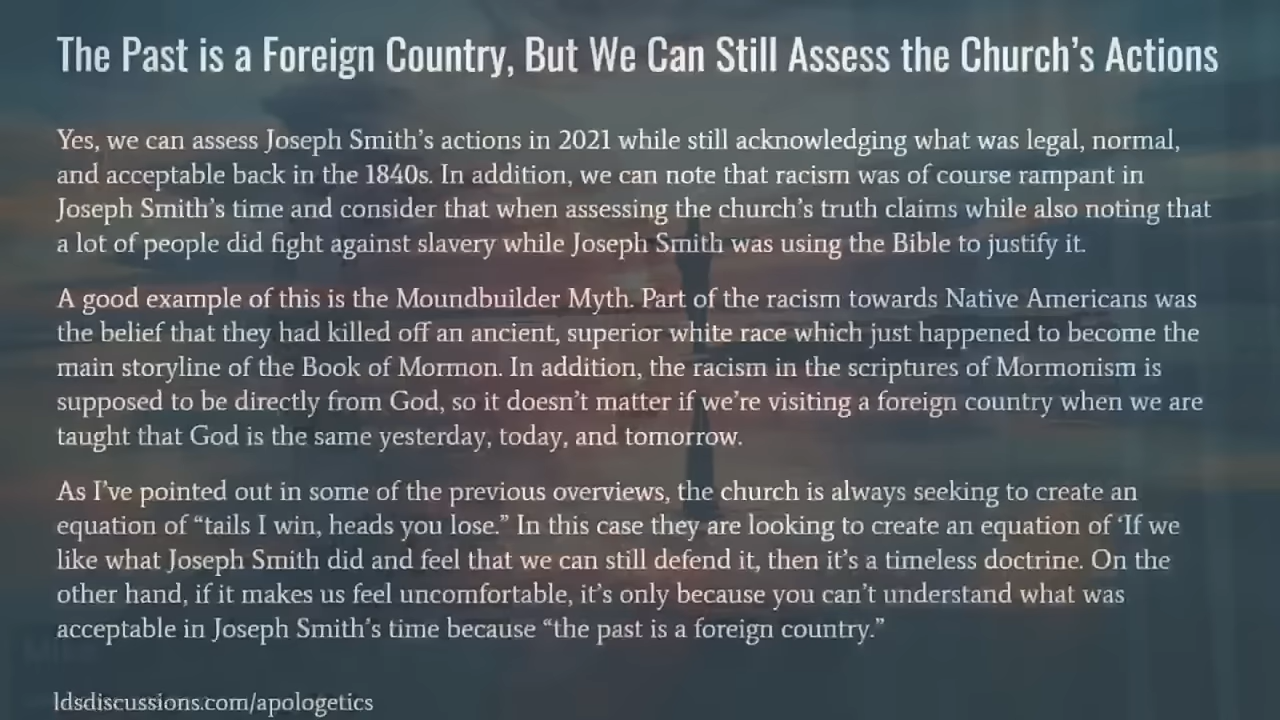 The Past is a Foreign Country, But We Can Still Assess the Church’s Actions
Yes, we can assess Joseph Smith’s actions in 2021 while still acknowledging what was legal, normal,
and acceptable back in the 1840s. In addition, we can note that racism was of course rampant in
Joseph Smith’s time and consider that when assessing the church’s truth claims while also noting that
a lot of people did fight against slavery while Joseph Smith was using the Bible to justify it.
A good example of this is the Moundbuilder Myth. Part of the racism towards Native Americans was
the belief that they had killed off an ancient, superior white race which just happened to become the
main storyline of the Book of Mormon. In addition, the racism in the scriptures of Mormonism is
supposed to be directly from God, so it doesn’t matter if we’re visiting a foreign country when we are
taught that God is the same yesterday, today, and tomorrow.
As I’ve pointed out in some of the previous overviews, the church is always seeking to create an
equation of “tails I win, heads you lose.” In this case they are looking to create an equation of ‘If we
like what Joseph Smith did and feel that we can still defend it, then it’s a timeless doctrine. On the
other hand, if it makes us feel uncomfortable, it’s only because you can’t understand what was
acceptable in Joseph Smith’s time because “the past is a foreign country.”
ldsdiscussions.com/apologetics